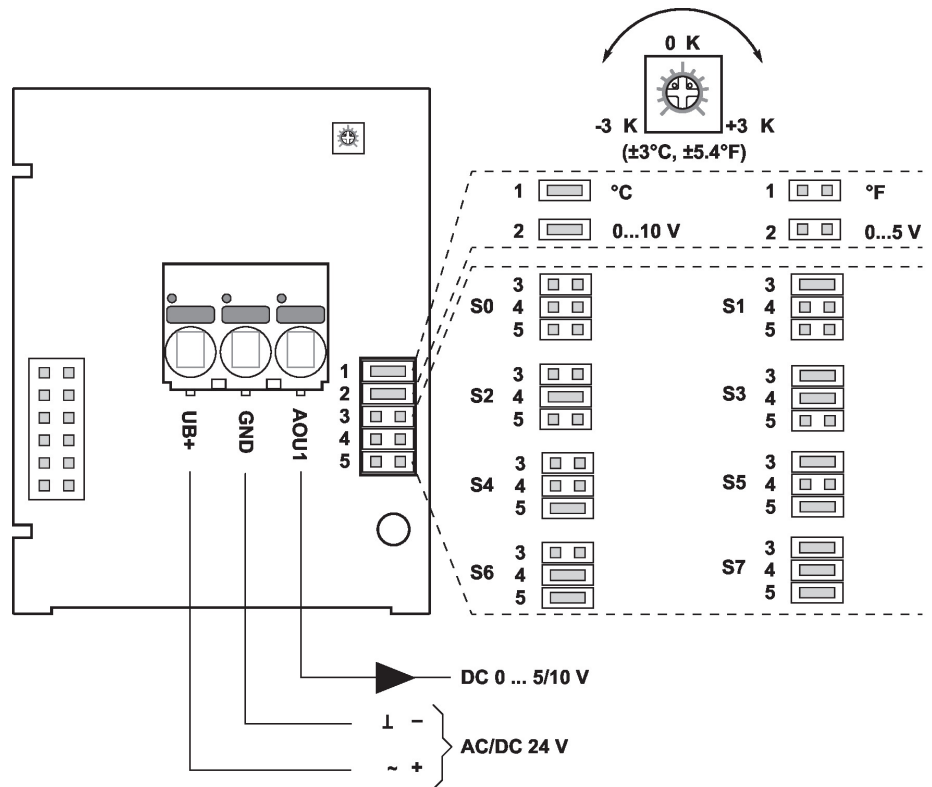 0 K
-3 K +3 K
(±3°C, ±5.4°F)
1 °C
1 °F
2 0...10 V
2 0...5 V
S0 3 4 5
S1 3 4 5
S2 3 4 5
S3 3 4 5
S4 3 4 5
S5 3 4 5
S6 3 4 5
S7 3 4 5
1
2
3
4
5
UB+
GND
AOU1
DC 0 ... 5/10 V
⊥ –
AC/DC 24 V
~ +